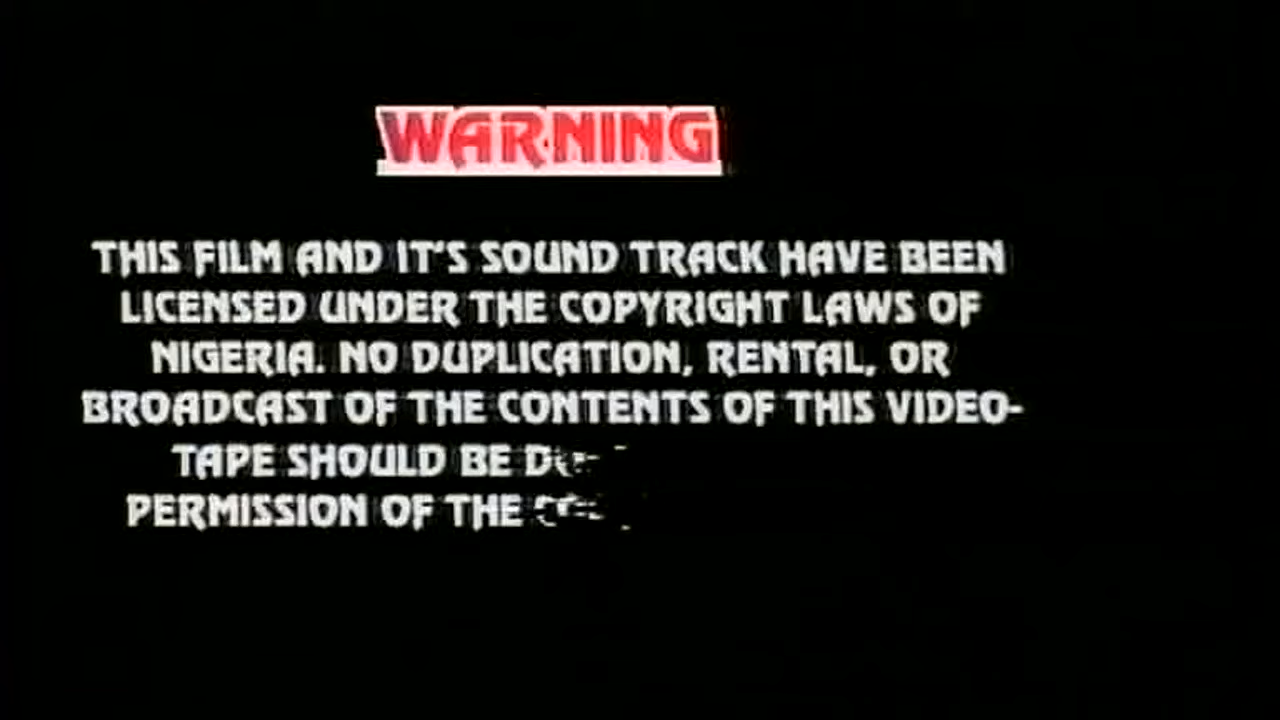 WARNING
THIS FILM AND IT'S SOUND TRACK HAVE BEEN
LICENSED UNDER THE COPYRIGHT LAWS OF
NIGERIA. NO DUPLICATION, RENTAL, OR
BROADCAST OF THE CONTENTS OF THIS VIDEO-
TAPE SHOULD BE
PERMISSION OF THE